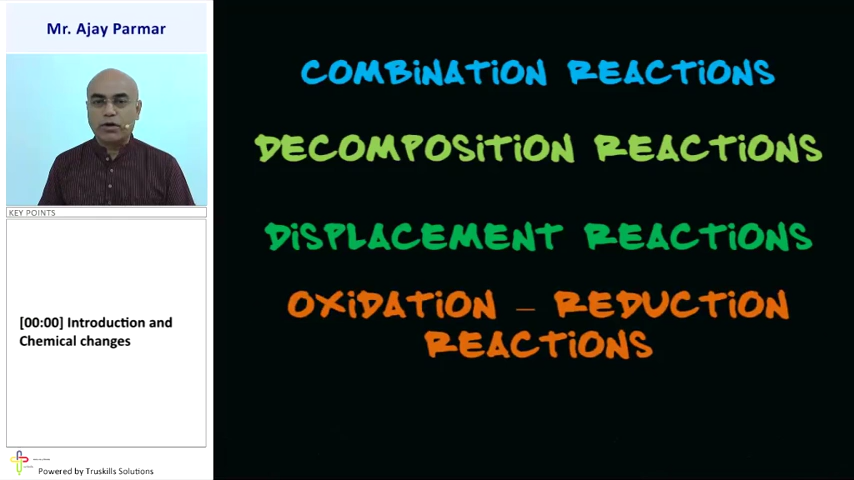 Mr. Ajay Parmar
KEY POINTS
[00:00] Introduction and
Chemical changes
Powered by Truskills Solutions
COMBINATION REACTIONS
DECOMPOSITION REACTIONS
DISPLACEMENT REACTIONS
OXIDATION – REDUCTION
REACTIONS